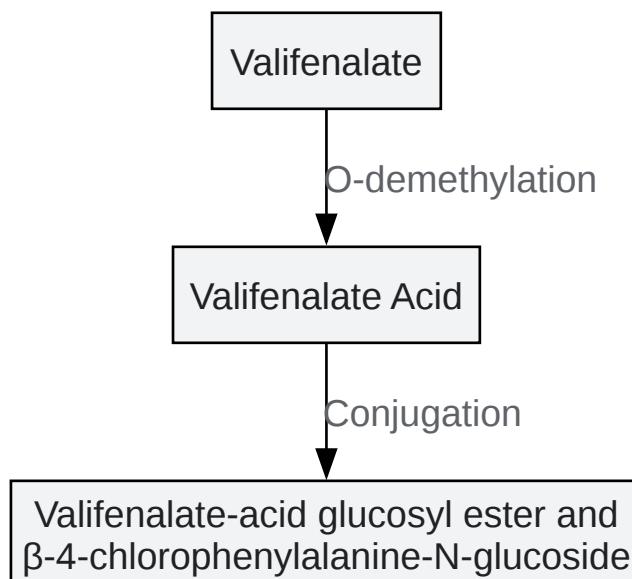 Valifenalate
O-demethylation
Valifenalate Acid
Conjugation
Valifenalate-acid glucosyl ester and
β-4-chlorophenylalanine-N-glucoside